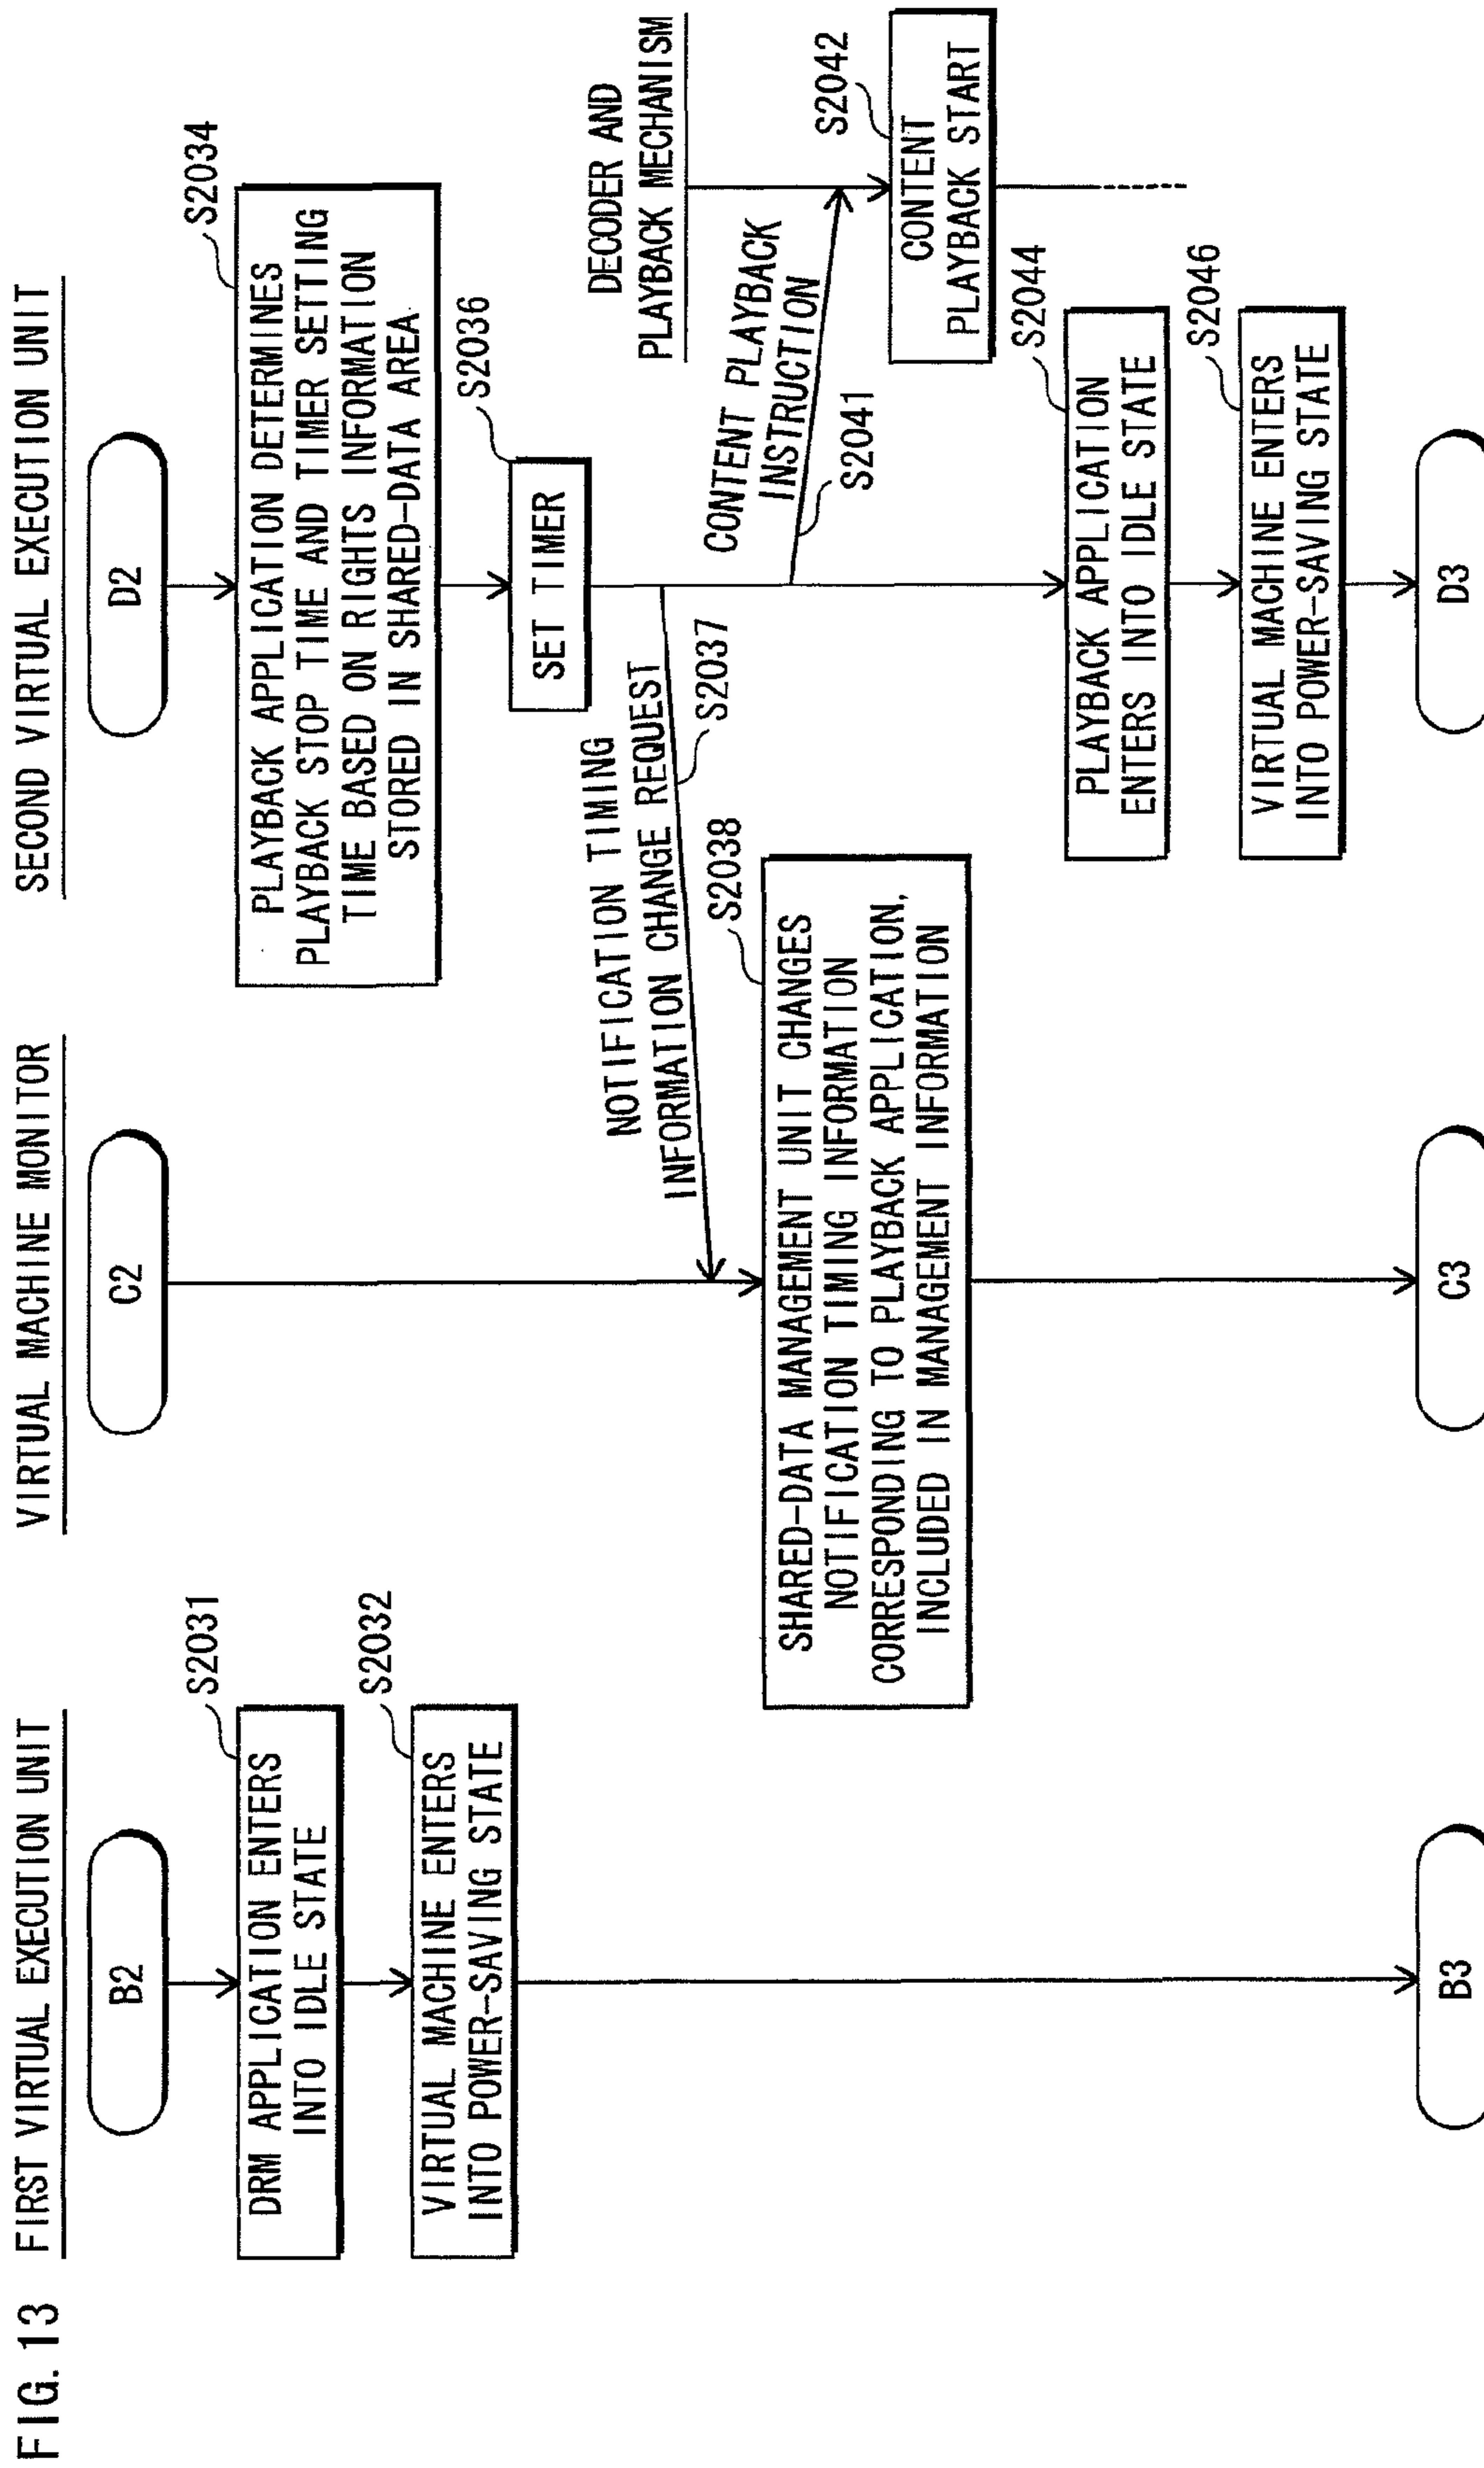 FIG. 13
FIRST VIRTUAL EXECUTION UNIT
B2
S2031
DRM APPLICATION ENTERS
INTO IDLE STATE
S2032
VIRTUAL MACHINE ENTERS
INTO POWER-SAVING STATE
B3
VIRTUAL MACHINE MONITOR
C2
NOTIFICATION TIMING
INFORMATION CHANGE REQUEST
S2037
S2038
SHARED-DATA MANAGEMENT UNIT CHANGES
NOTIFICATION TIMING INFORMATION
CORRESPONDING TO PLAYBACK APPLICATION,
INCLUDED IN MANAGEMENT INFORMATION
C3
SECOND VIRTUAL EXECUTION UNIT
D2
S2034
PLAYBACK APPLICATION DETERMINES
PLAYBACK STOP TIME AND TIMER SETTING
TIME BASED ON RIGHTS INFORMATION
STORED IN SHARED-DATA AREA
S2036
SET TIMER
CONTENT PLAYBACK
INSTRUCTION
S2041
S2044
PLAYBACK APPLICATION
ENTERS INTO IDLE STATE
S2046
VIRTUAL MACHINE ENTERS
INTO POWER-SAVING STATE
D3
DECODER AND
PLAYBACK MECHANISM
S2042
CONTENT
PLAYBACK START